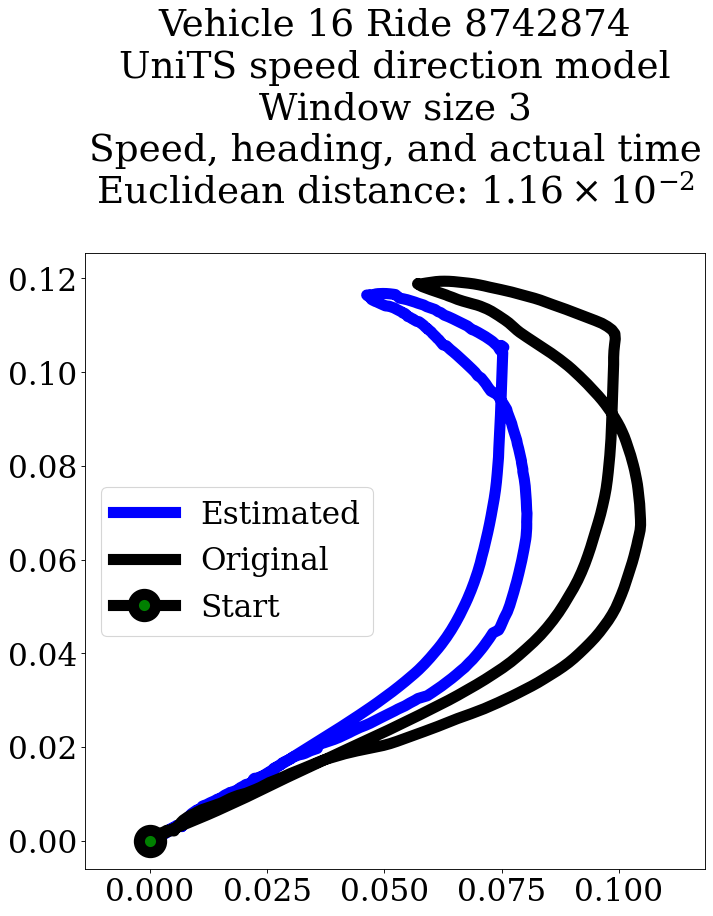 Vehicle 16 Ride 8742874
UniTS speed direction model
Window size 3
Speed, heading, and actual time
Euclidean distance: 1.16 × 10⁻²
0.12
0.10
0.08
0.06
0.04
0.02
0.00
Estimated
Original
Start
0.000 0.025 0.050 0.075 0.100